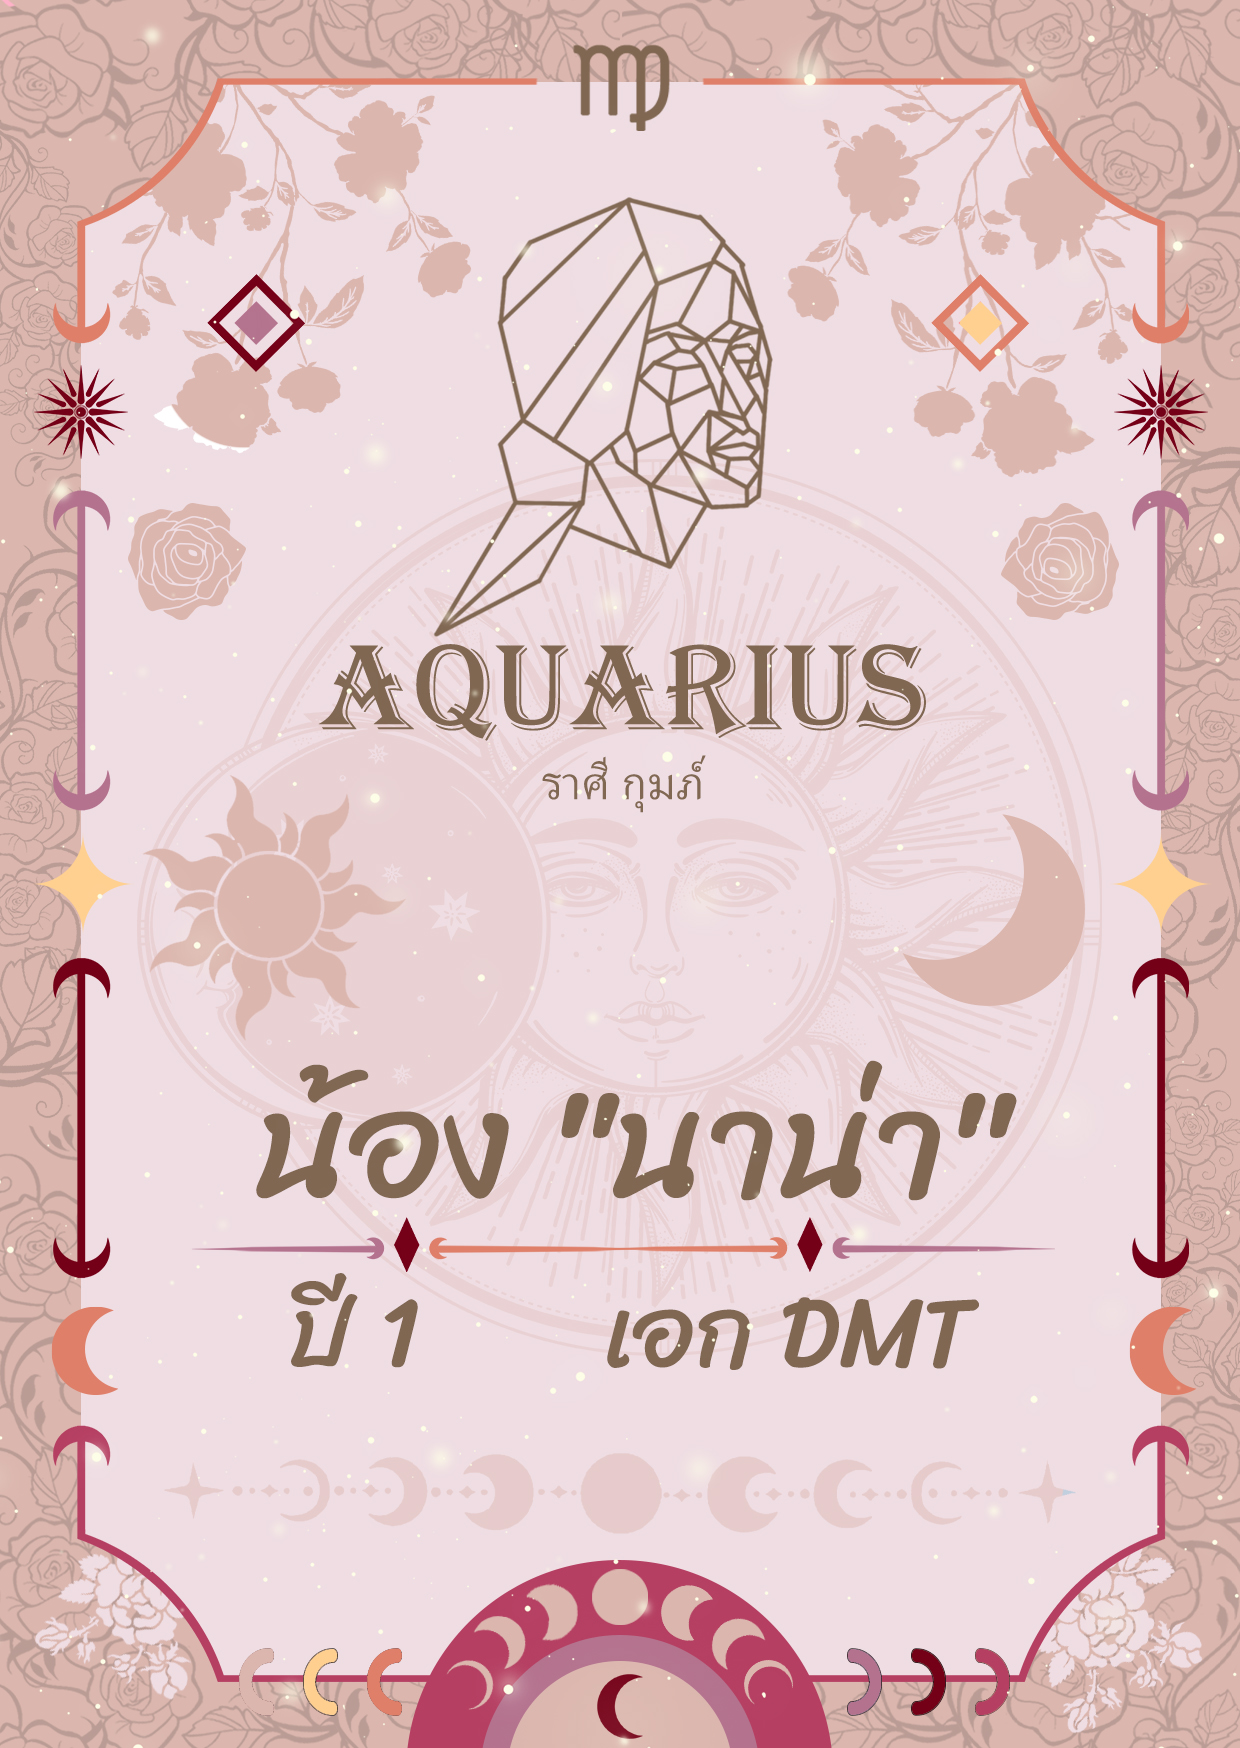 AQUARIUS
ราศี กุมภ์
น้อง "นาน่า"
ปี 1 เอก DMT